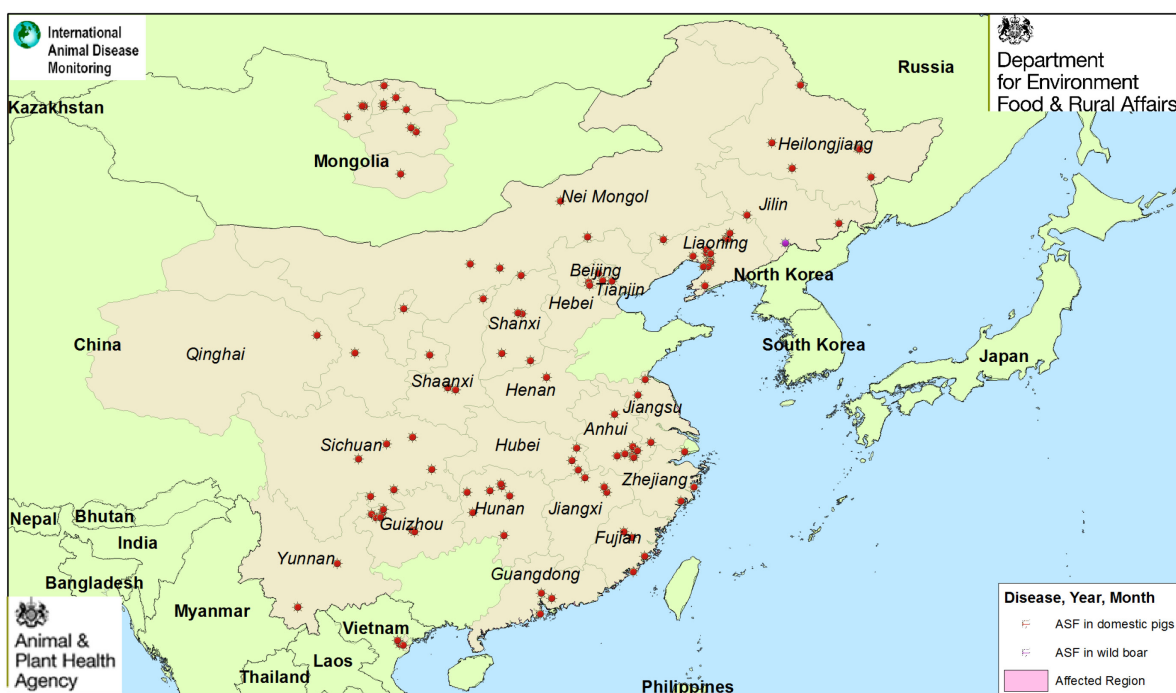 International
Animal Disease
Monitoring
Department
for Environment
Food & Rural Affairs
Russia
Kazakhstan
Mongolia
Heilongjiang
Nei Mongol
Jilin
Liaoning
Beijing
North Korea
Tianjin
Hebei
Shanxi
South Korea
China
Qinghai
Japan
Shaanxi
Henan
Jiangsu
Anhui
Sichuan
Hubei
Zhejiang
Hunan
Jiangxi
Nepal
Bhutan
Guizhou
India
Fujian
Yunnan
Guangdong
Bangladesh
Myanmar
Vietnam
Laos
Thailand
Philippines
Animal &
Plant Health
Agency
Disease, Year, Month
ASF in domestic pigs
ASF in wild boar
Affected Region